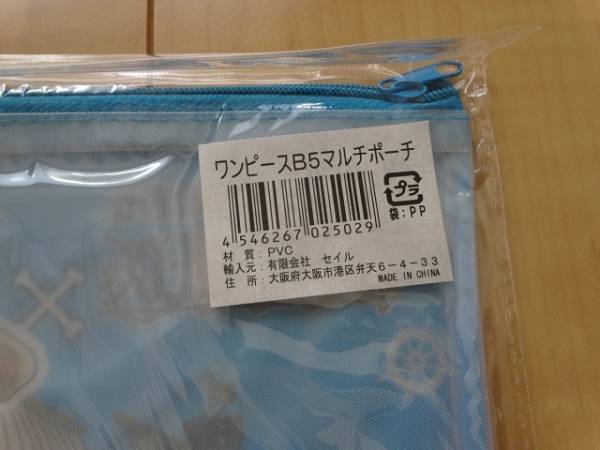 ワンピースB5マルチポーチ
4 546267 025029
プラ
袋:PP
材 質:PVC
輸入元:有限会社 セイル
住 所:大阪府大阪市港区弁天6-4-33
MADE IN CHINA